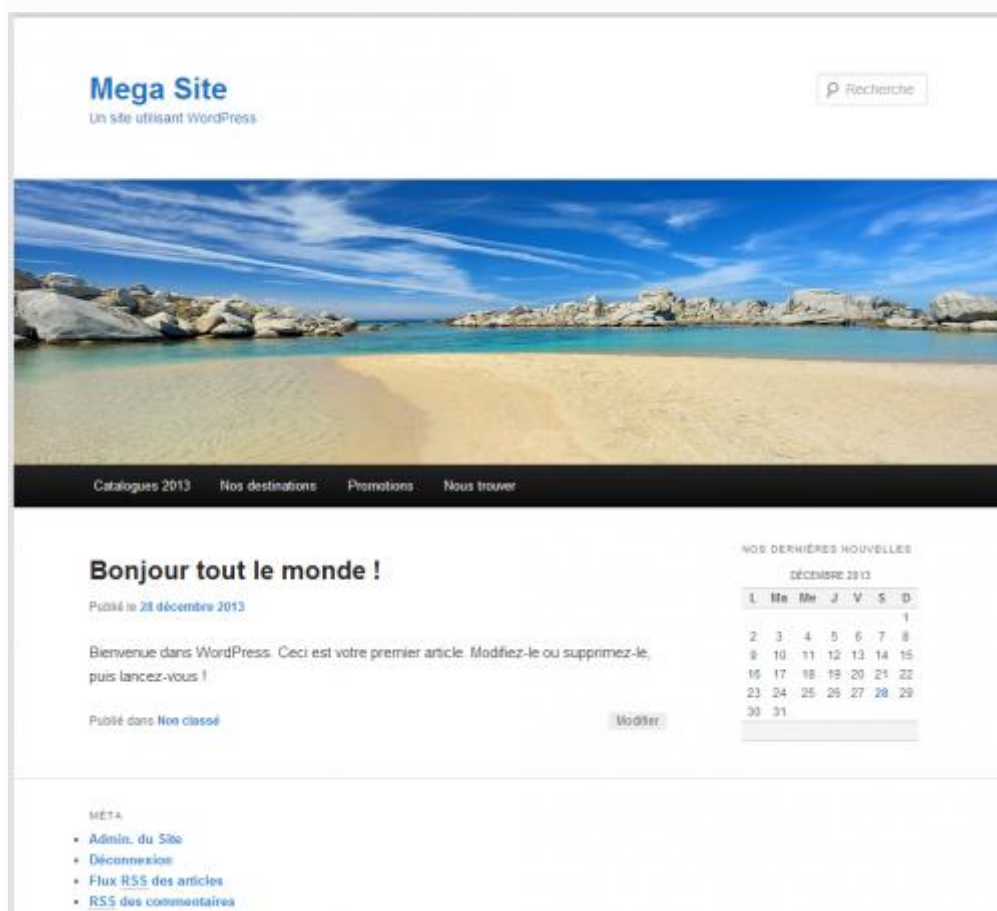 Mega Site
Un site utilisant WordPress
Recherche
Catalogues 2013 Nos destinations Promotions Nous trouver
Bonjour tout le monde !
Publié le 28 décembre 2013
Bienvenue dans WordPress. Ceci est votre premier article. Modifiez-le ou supprimez-le,
puis lancez-vous !
Publié dans Non classé
Modifier
NOS DERNIÈRES NOUVELLES
DÉCEMBRE 2013
L Ma Me J V S D
1
2 3 4 5 6 7 8
9 10 11 12 13 14 15
16 17 18 19 20 21 22
23 24 25 26 27 28 29
30 31
MÉTA
Admin. du Site
Déconnexion
Flux RSS des articles
RSS des commentaires